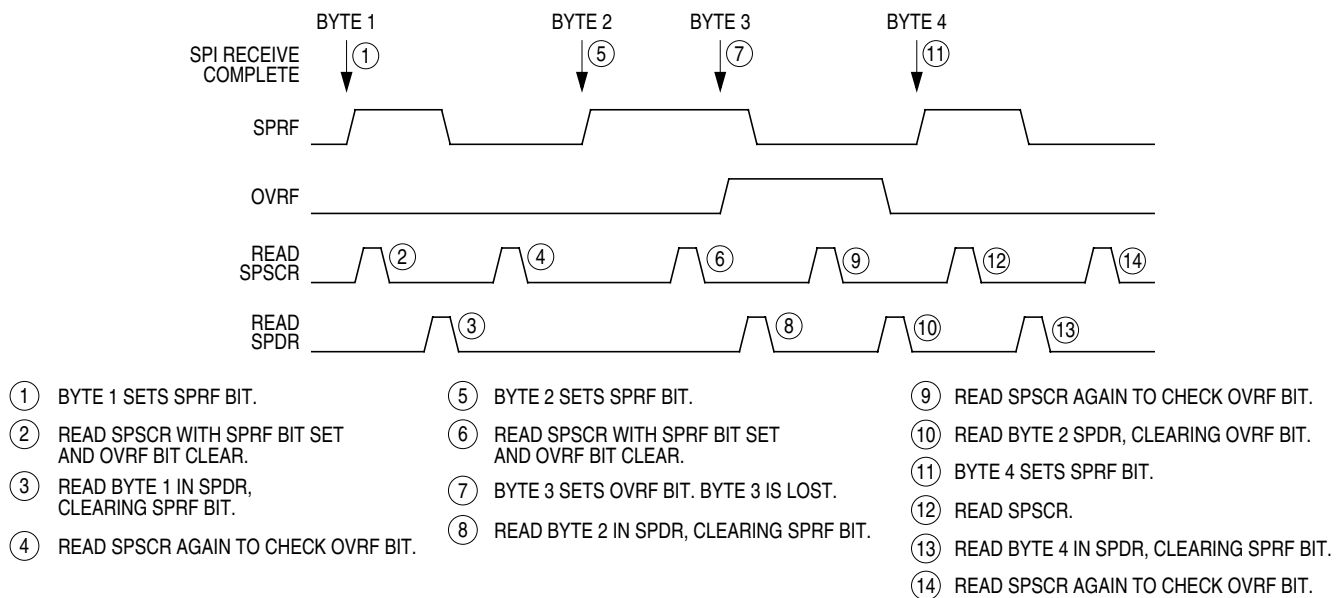 BYTE 1 BYTE 2 BYTE 3 BYTE 4
SPI RECEIVE
COMPLETE
1 5 7 11
SPRF
OVRF
READ
SPSCR
2 4 6 9 12 14
READ
SPDR
3 8 10 13
1 BYTE 1 SETS SPRF BIT.
2 READ SPSCR WITH SPRF BIT SET
AND OVRF BIT CLEAR.
3 READ BYTE 1 IN SPDR,
CLEARING SPRF BIT.
4 READ SPSCR AGAIN TO CHECK OVRF BIT.
5 BYTE 2 SETS SPRF BIT.
6 READ SPSCR WITH SPRF BIT SET
AND OVRF BIT CLEAR.
7 BYTE 3 SETS OVRF BIT. BYTE 3 IS LOST.
8 READ BYTE 2 IN SPDR, CLEARING SPRF BIT.
9 READ SPSCR AGAIN TO CHECK OVRF BIT.
10 READ BYTE 2 SPDR, CLEARING OVRF BIT.
11 BYTE 4 SETS SPRF BIT.
12 READ SPSCR.
13 READ BYTE 4 IN SPDR, CLEARING SPRF BIT.
14 READ SPSCR AGAIN TO CHECK OVRF BIT.